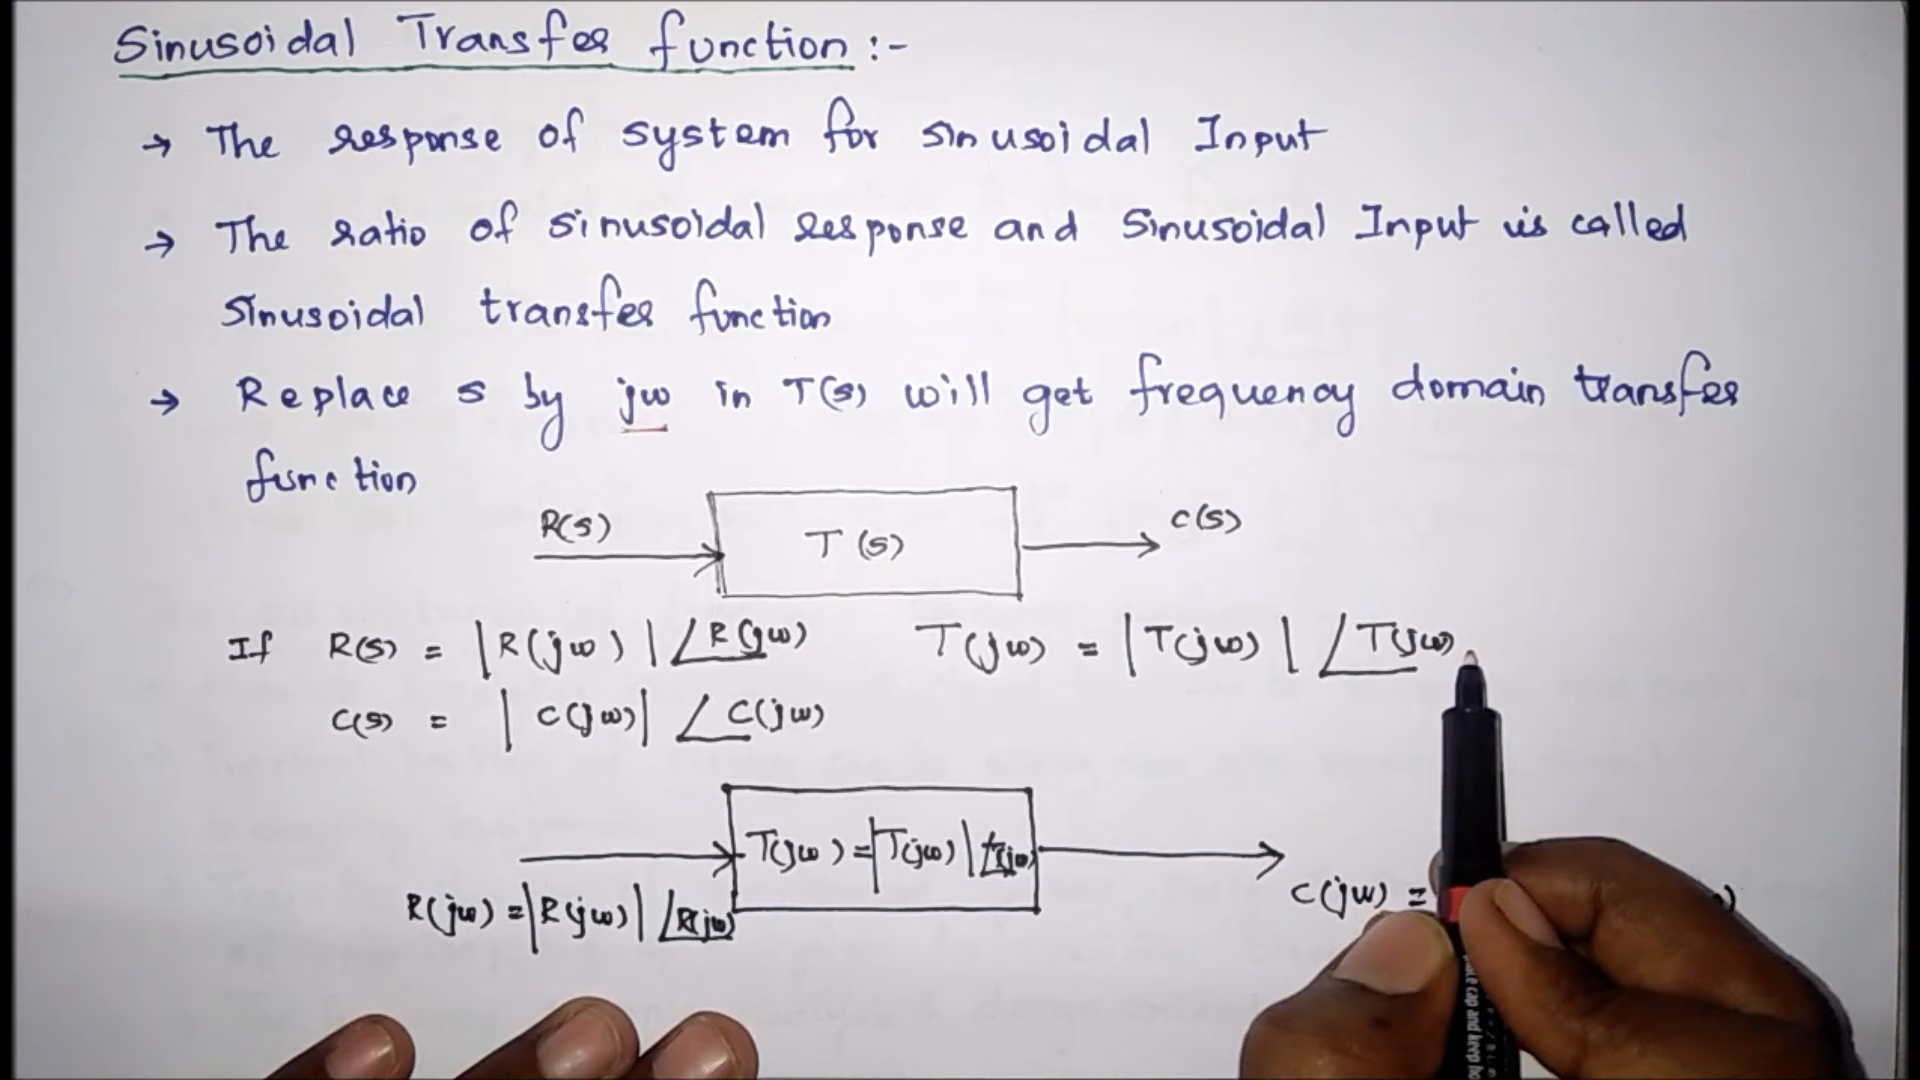 Sinusoidal Transfer function :-
→ The response of system for sinusoidal Input
→ The ratio of sinusoidal response and Sinusoidal Input is called
sinusoidal transfer function
→ Replace s by jω in T(s) will get frequency domain transfer
function
R(s) T(s) C(s)
If R(s) = |R(jω)| ∠R(jω) T(jω) = |T(jω)| ∠T(jω)
C(s) = |C(jω)| ∠C(jω)
T(jω) = |T(jω)| ∠T(jω)
R(jω) = |R(jω)| ∠R(jω) C(jω) =